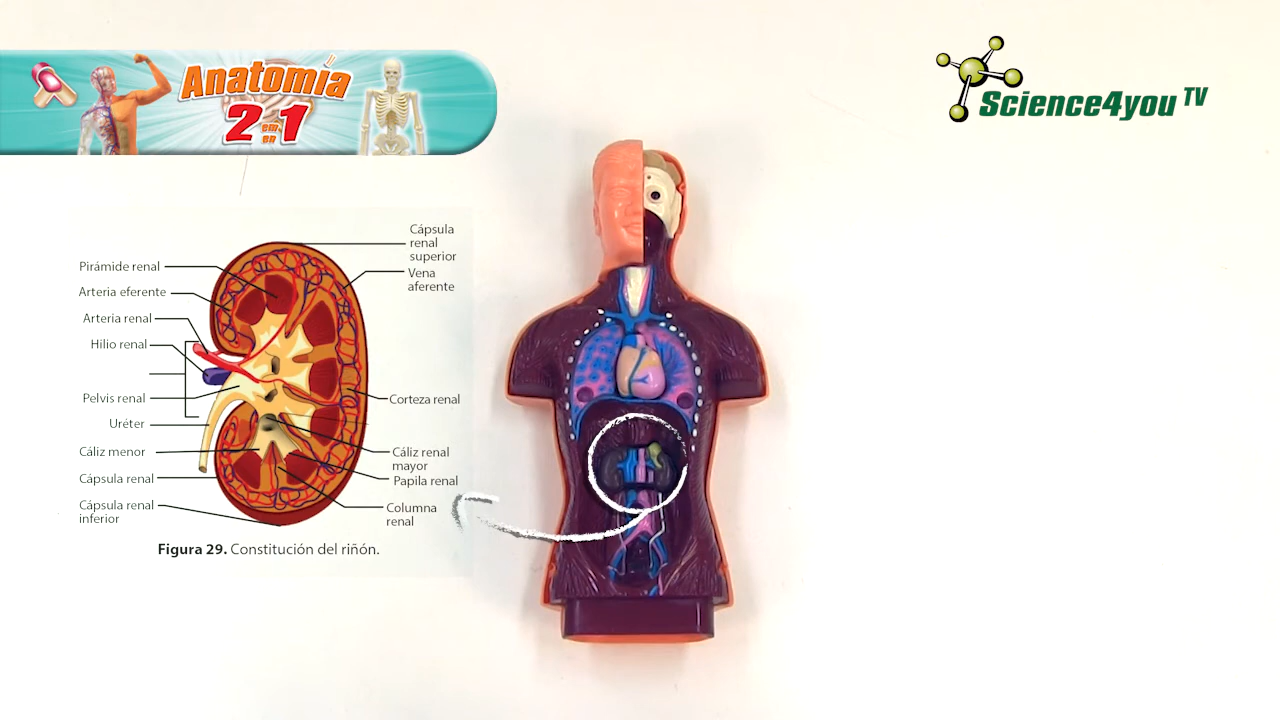 Anatomía
2 em en 1
Science4you TV
Cápsula
renal
superior
Pirámide renal
Vena
aferente
Arteria eferente
Arteria renal
Hilio renal
Pelvis renal
Corteza renal
Uréter
Cáliz menor
Cáliz renal
mayor
Cápsula renal
Papila renal
Cápsula renal
inferior
Columna
renal
Figura 29. Constitución del riñón.